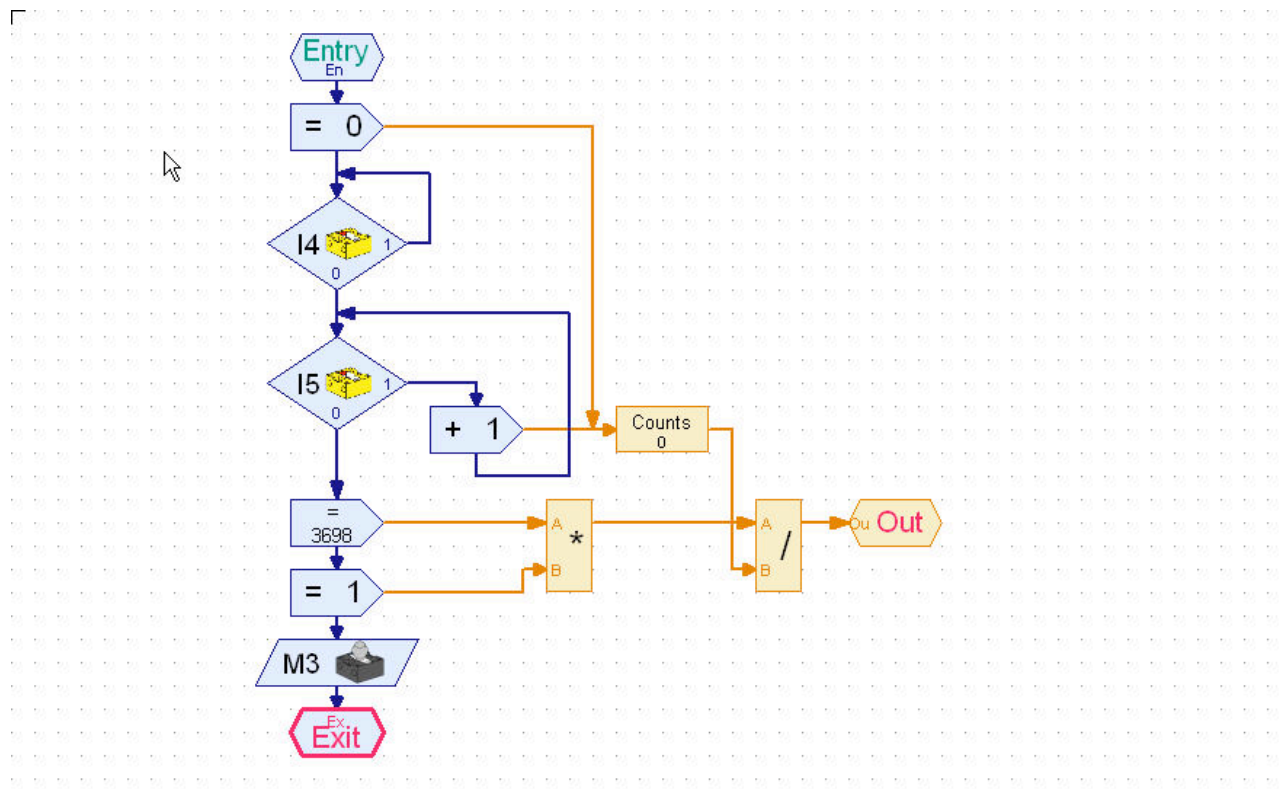 Entry
En
= 0
I4 1
0
I5 1
0
+ 1
Counts
0
=
3698
A
*
B
A
/
B
Ou Out
= 1
M3
Ex
Exit